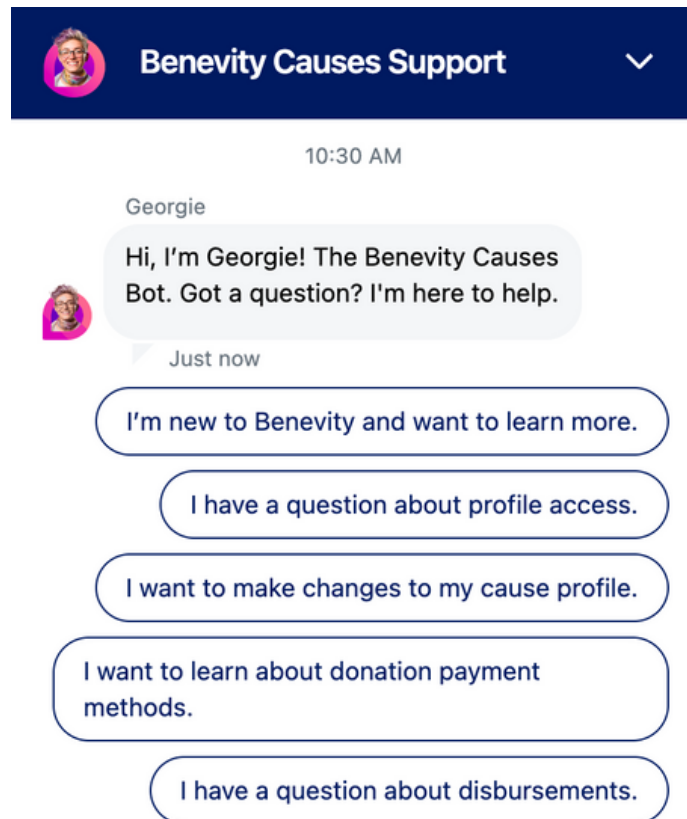 Benevity Causes Support
10:30 AM
Georgie
Hi, I’m Georgie! The Benevity Causes
Bot. Got a question? I'm here to help.
Just now
I’m new to Benevity and want to learn more.
I have a question about profile access.
I want to make changes to my cause profile.
I want to learn about donation payment
methods.
I have a question about disbursements.